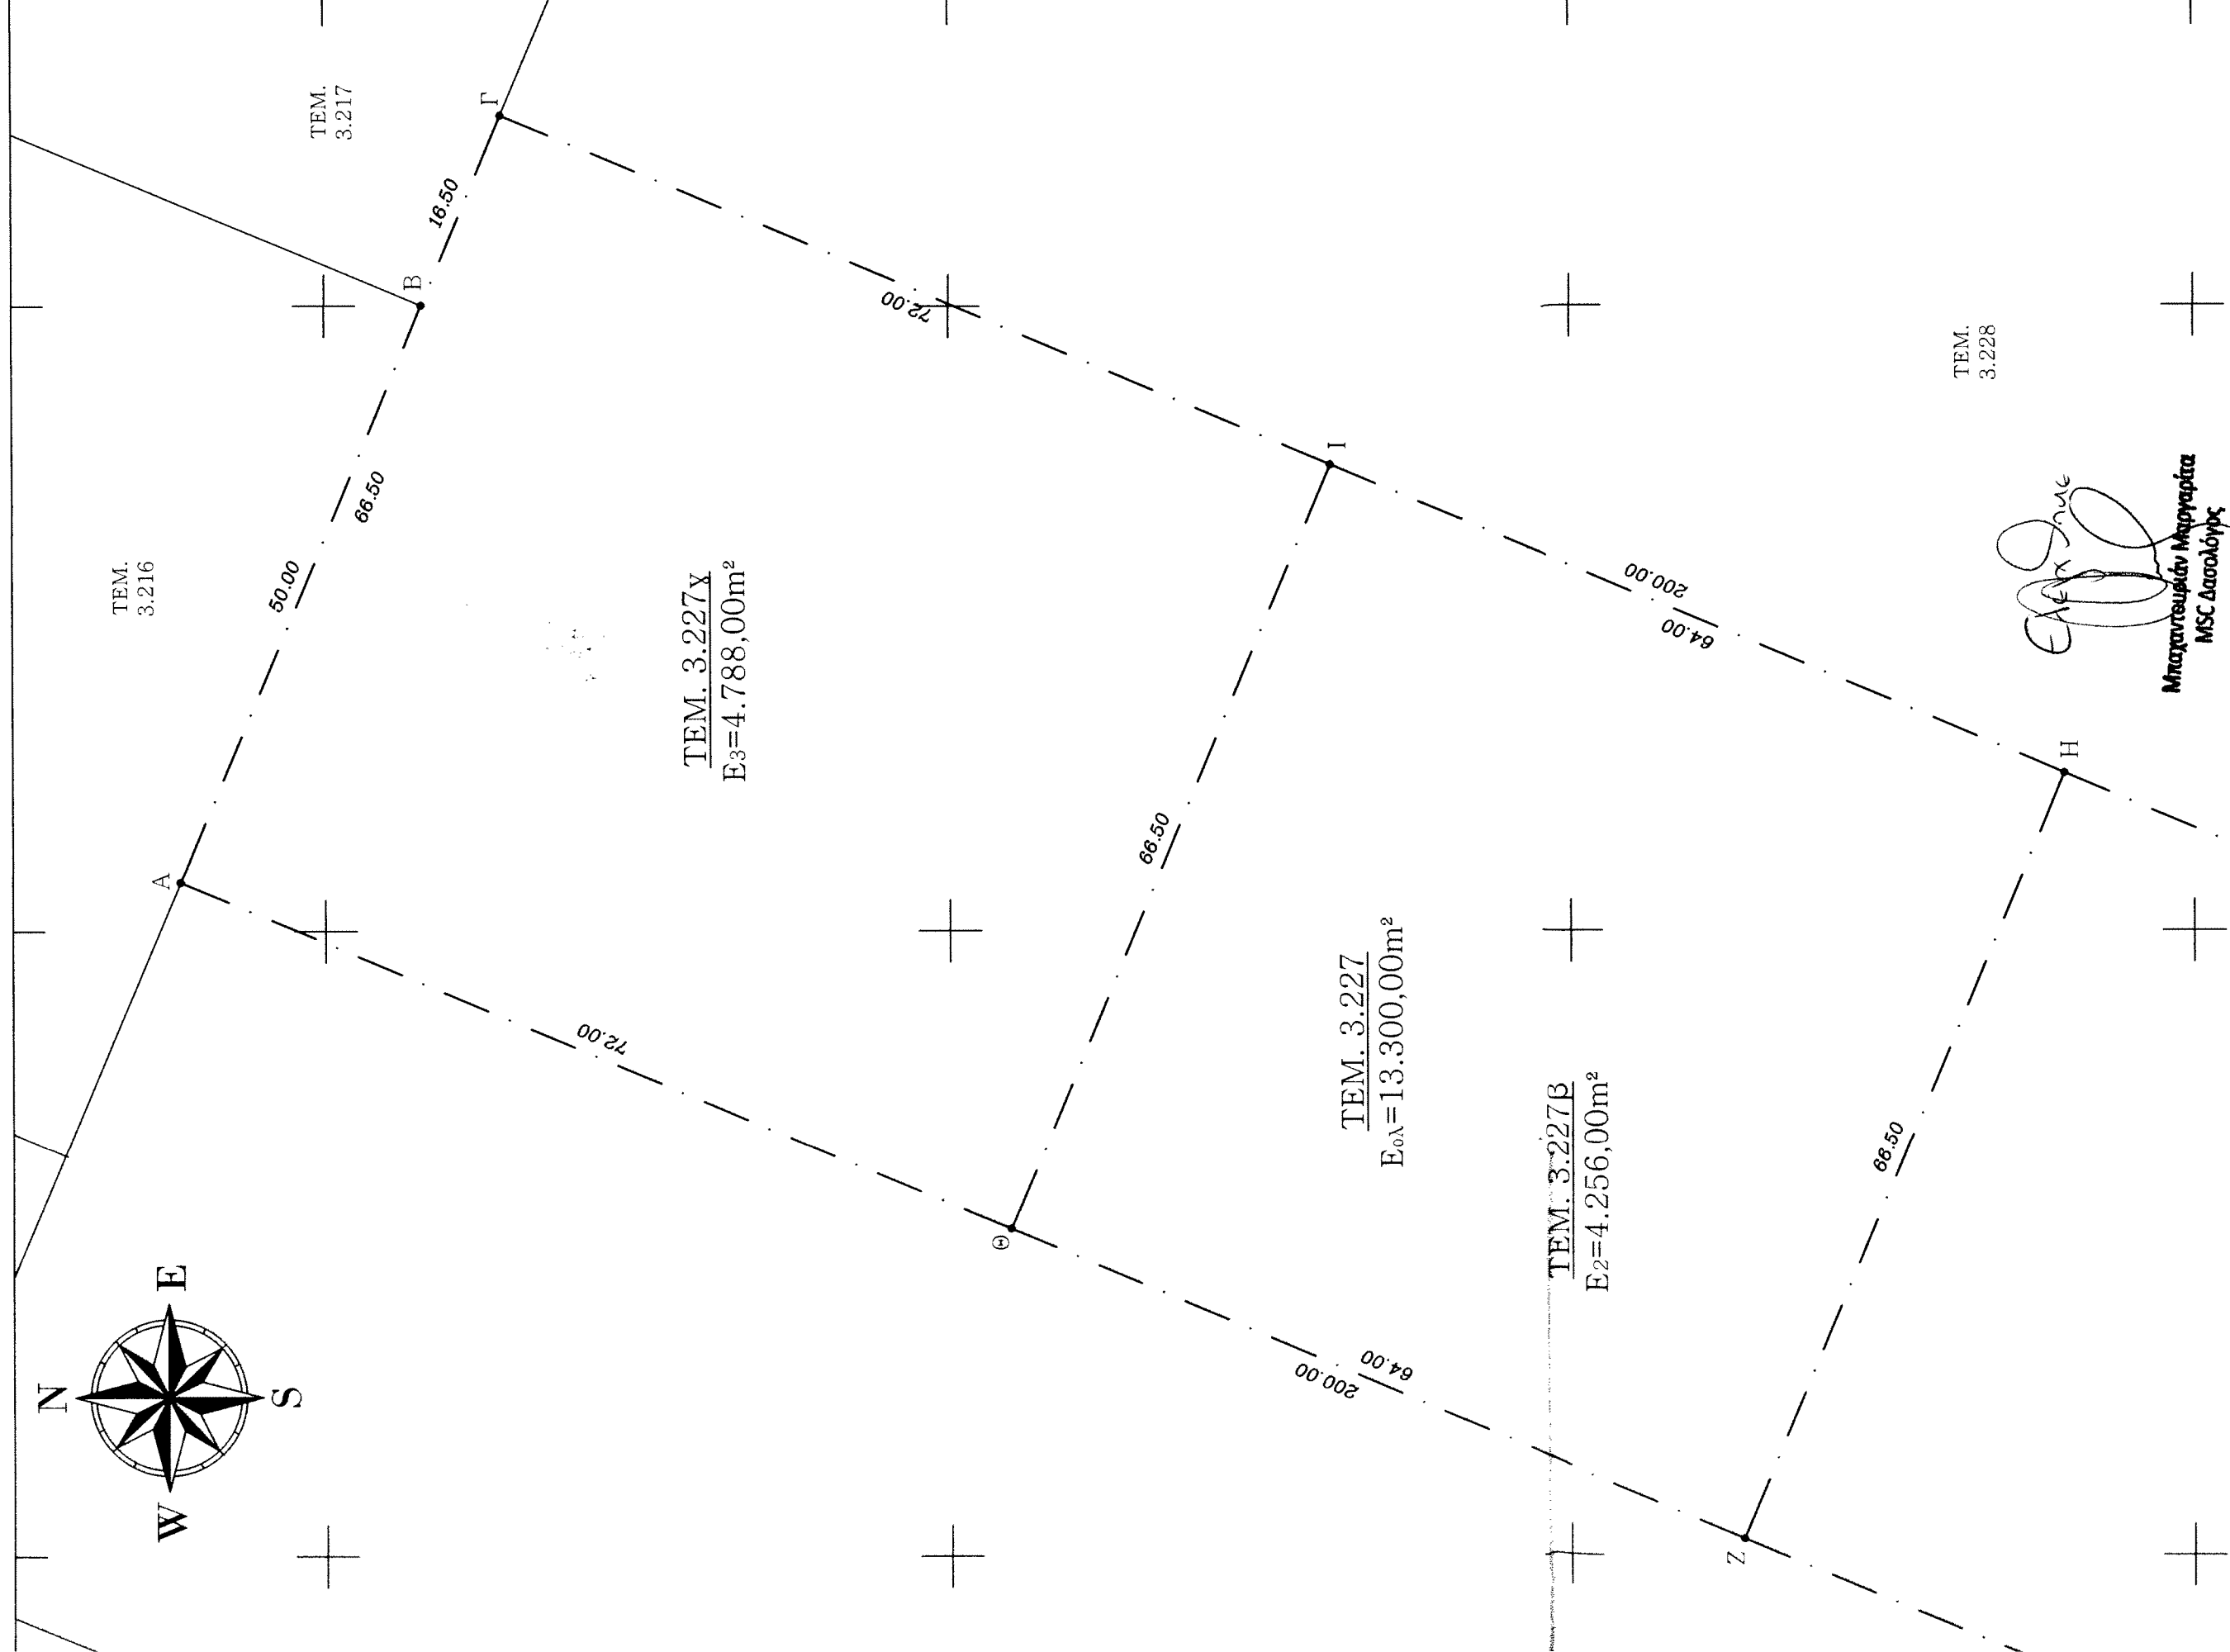 N
W
E
S
ΤΕΜ.
3.216
ΤΕΜ.
3.217
Α
Β
Γ
50.00
66.50
16.50
72.00
72.00
ΤΕΜ. 3.227γ
Ε3=4.788,00m²
Θ
Ι
66.50
ΤΕΜ. 3.227
Εολ=13.300,00m²
200.00
64.00
200.00
64.00
ΤΕΜ. 3.227β
Ε2=4.256,00m²
Ζ
Η
66.50
ΤΕΜ.
3.228
Μπαχαντουριάν Μαργαρίτα
MSC Δασολόγος